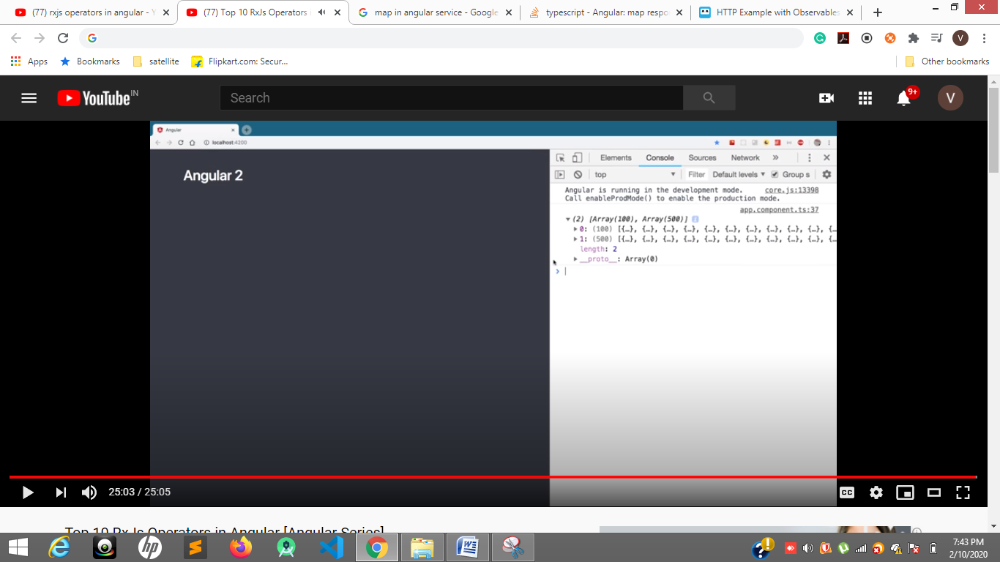 (77) rxjs operators in angular - Y
(77) Top 10 RxJs Operators i
map in angular service - Google
typescript - Angular: map respo
HTTP Example with Observables
V
Apps
Bookmarks
satellite
Flipkart.com: Secur...
Other bookmarks
YouTube IN
Search
9+
V
Angular
localhost:4200
Angular 2
Elements
Console
Sources
Network
»
top
Filter
Default levels
Group s
Angular is running in the development mode. core.js:13398
Call enableProdMode() to enable the production mode.
app.component.ts:37
(2) [Array(100), Array(500)]
0: (100) [{…}, {…}, {…}, {…}, {…}, {…}, {…}, {…}, {…}, {…
1: (500) [{…}, {…}, {…}, {…}, {…}, {…}, {…}, {…}, {…}, {…
length: 2
__proto__: Array(0)
25:03 / 25:05
CC
Top 10 RxJs Operators in Angular [Angular Series]
7:43 PM
2/10/2020